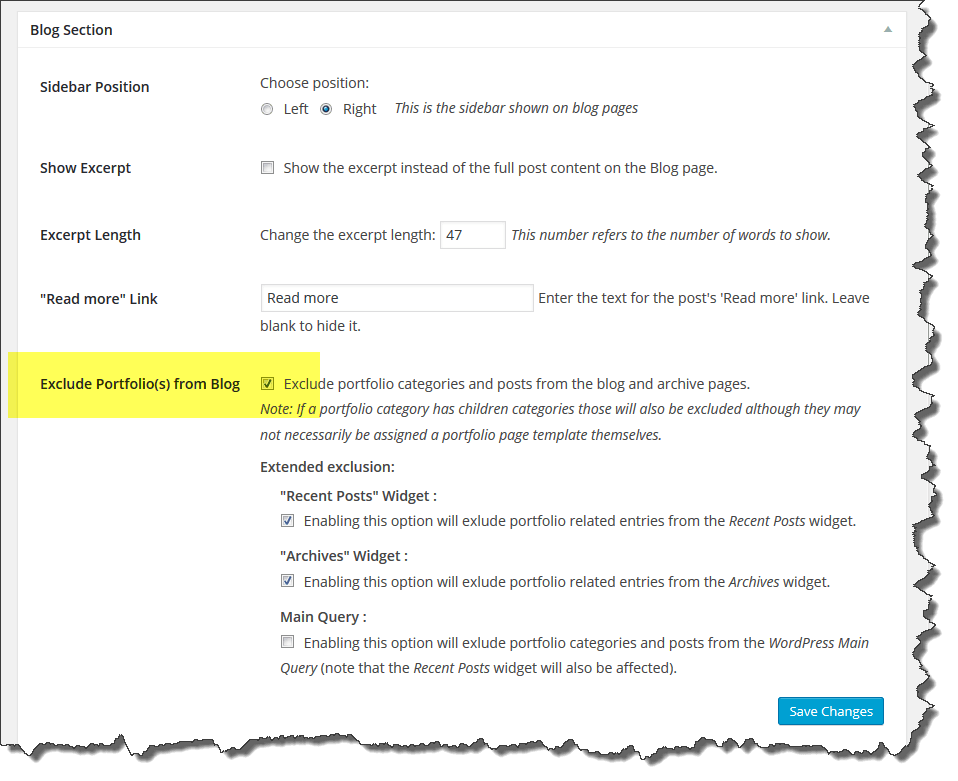 Blog Section
Sidebar Position
Choose position:
Left Right This is the sidebar shown on blog pages
Show Excerpt Show the excerpt instead of the full post content on the Blog page.
Excerpt Length Change the excerpt length: 47 This number refers to the number of words to show.
"Read more" Link Read more Enter the text for the post's 'Read more' link. Leave
blank to hide it.
Exclude Portfolio(s) from Blog Exclude portfolio categories and posts from the blog and archive pages.
Note: If a portfolio category has children categories those will also be excluded although they may
not necessarily be assigned a portfolio page template themselves.
Extended exclusion:
"Recent Posts" Widget :
Enabling this option will exlude portfolio related entries from the Recent Posts widget.
"Archives" Widget :
Enabling this option will exlude portfolio related entries from the Archives widget.
Main Query :
Enabling this option will exlude portfolio categories and posts from the WordPress Main
Query (note that the Recent Posts widget will also be affected).
Save Changes